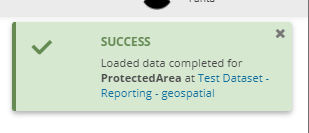 SUCCESS
Loaded data completed for
ProtectedArea at Test Dataset -
Reporting - geospatial